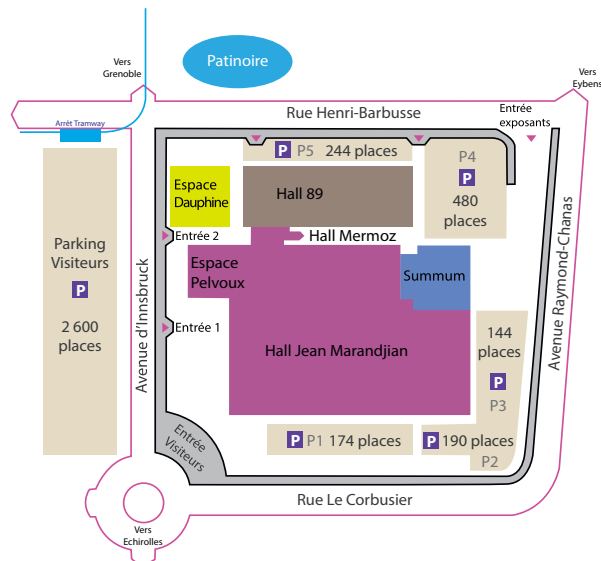 Vers
Grenoble
Patinoire
Vers
Eybens
Rue Henri-Barbusse
Entrée
exposants
Arrêt Tramway
P P5 244 places
P4
P
480
places
Espace
Dauphine
Hall 89
Entrée 2
Hall Mermoz
Parking
Visiteurs
P
2 600
places
Espace
Pelvoux
Summum
Avenue d'Innsbruck
Avenue Raymond-Chanas
Entrée 1
Hall Jean Marandjian
144
places
P
P3
Entrée
Visiteurs
P P1 174 places
P 190 places
P2
Rue Le Corbusier
Vers
Echirolles